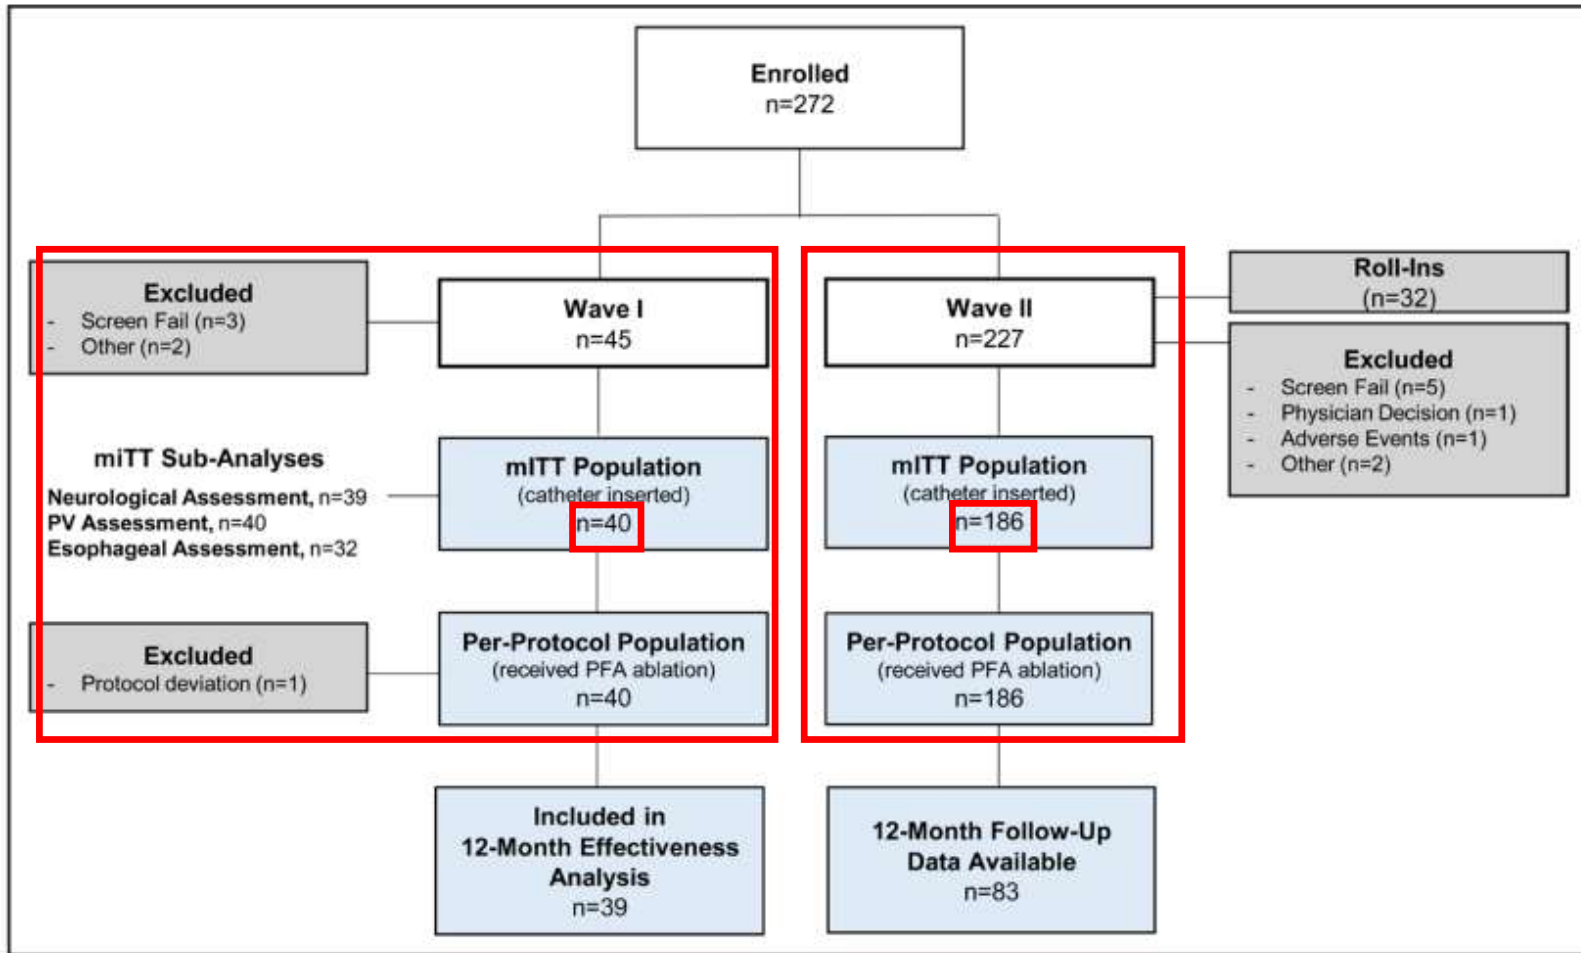 Enrolled
n=272
Excluded
- Screen Fail (n=3)
- Other (n=2)
Wave I
n=45
Wave II
n=227
Roll-Ins
(n=32)
Excluded
- Screen Fail (n=5)
- Physician Decision (n=1)
- Adverse Events (n=1)
- Other (n=2)
miTT Sub-Analyses
Neurological Assessment, n=39
PV Assessment, n=40
Esophageal Assessment, n=32
mITT Population
(catheter inserted)
n=40
mITT Population
(catheter inserted)
n=186
Excluded
- Protocol deviation (n=1)
Per-Protocol Population
(received PFA ablation)
n=40
Per-Protocol Population
(received PFA ablation)
n=186
Included in
12-Month Effectiveness
Analysis
n=39
12-Month Follow-Up
Data Available
n=83